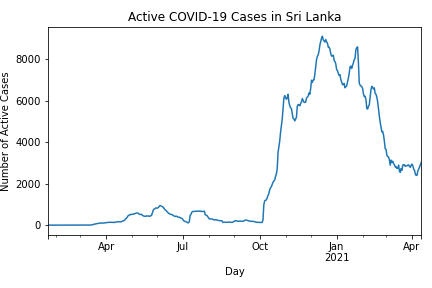 Active COVID-19 Cases in Sri Lanka
Number of Active Cases
8000
6000
4000
2000
0
Apr
Jul
Oct
Jan
2021
Apr
Day